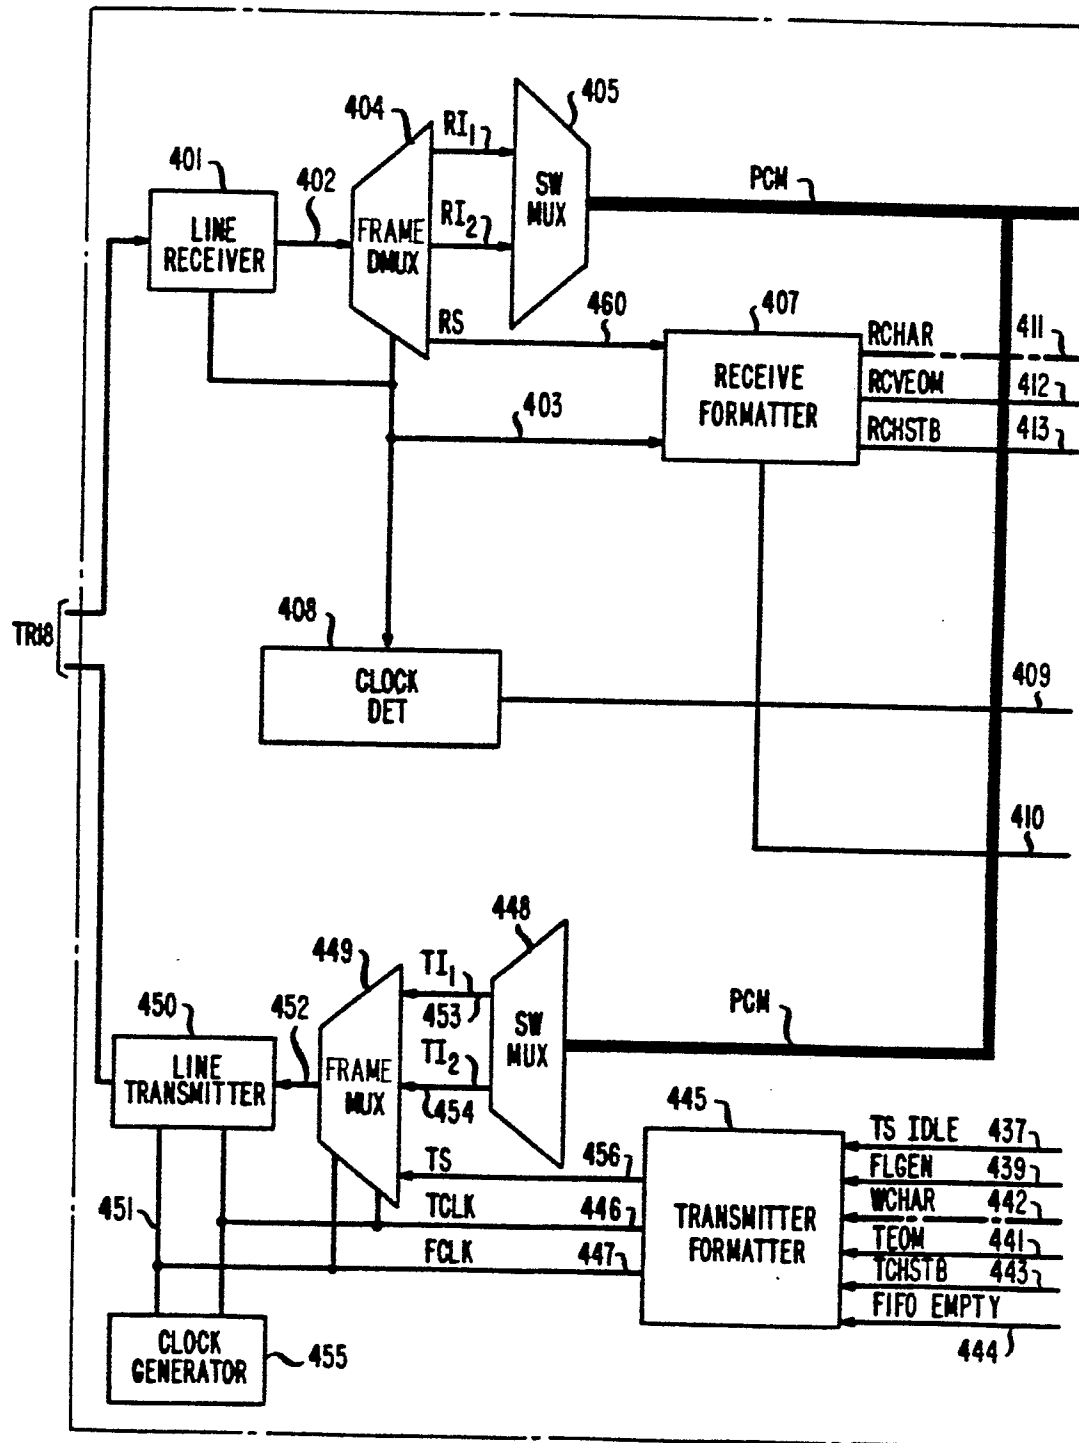 405
404
RI1
401
402
SW
MUX
PCM
LINE
RECEIVER
FRAME
DMUX
RI2
RS
460
407
RCHAR
411
RECEIVE
FORMATTER
RCVEOM
412
403
RCHSTB
413
TR18
408
CLOCK
DET
409
410
448
449
TI1
453
450
452
SW
MUX
PCM
LINE
TRANSMITTER
FRAME
MUX
TI2
454
445
TS IDLE
437
TS
456
FLGEN
439
451
TCLK
446
TRANSMITTER
FORMATTER
WCHAR
442
TEOM
441
FCLK
447
TCHSTB
443
FIFO EMPTY
444
CLOCK
GENERATOR
455